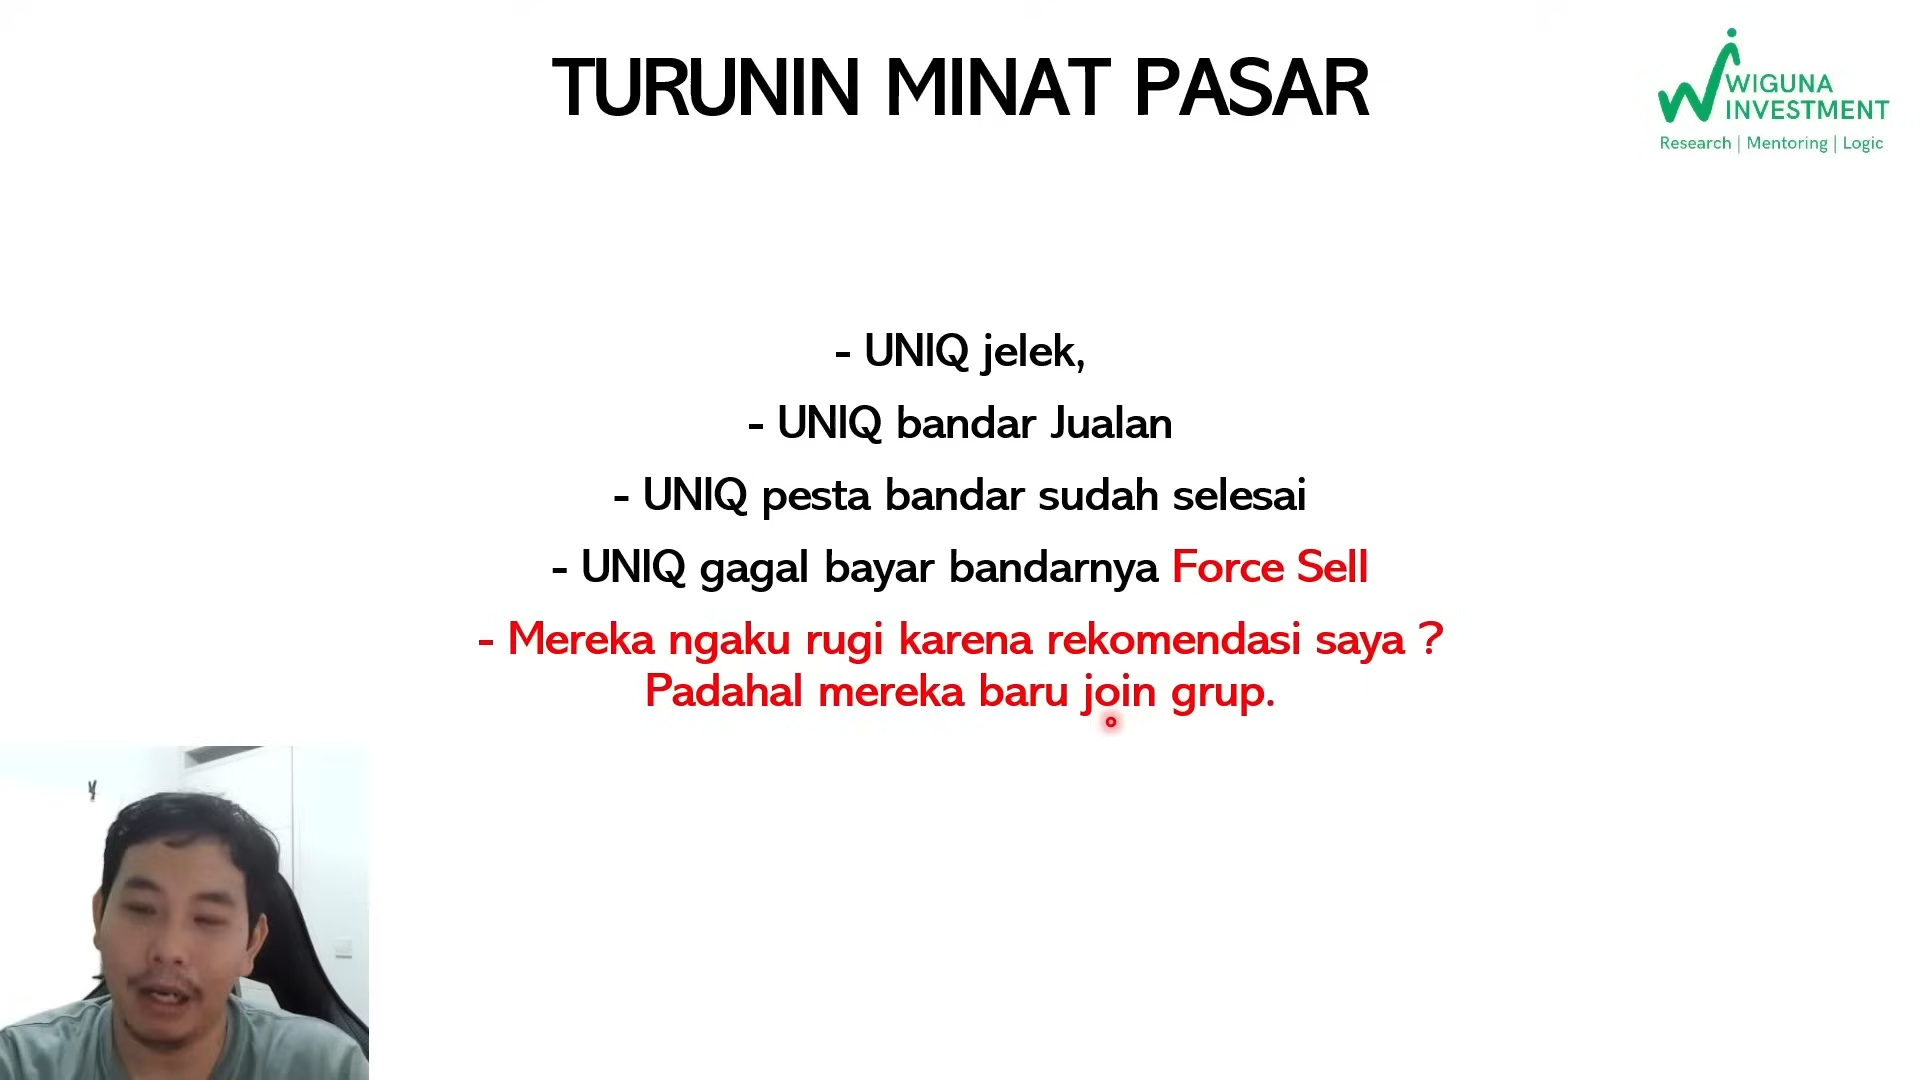 TURUNIN MINAT PASAR
WIGUNA
INVESTMENT
Research | Mentoring | Logic
- UNIQ jelek,
- UNIQ bandar Jualan
- UNIQ pesta bandar sudah selesai
- UNIQ gagal bayar bandarnya Force Sell
- Mereka ngaku rugi karena rekomendasi saya ?
Padahal mereka baru join grup.